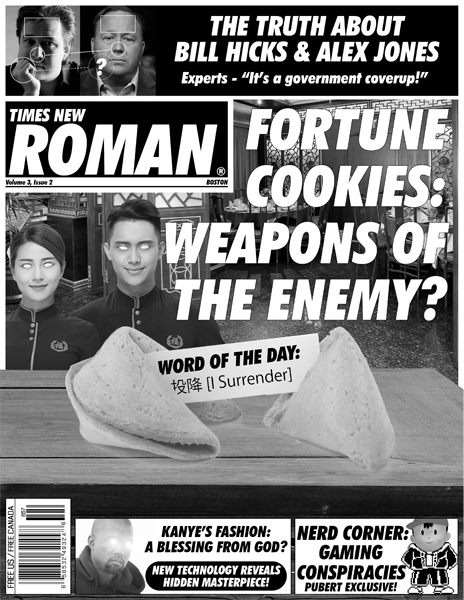 THE TRUTH ABOUT
BILL HICKS & ALEX JONES
Experts - “It’s a government coverup!”
?
TIMES NEW
ROMAN®
Volume 3, Issue 2
BOSTON
FORTUNE
COOKIES:
WEAPONS OF
THE ENEMY?
WORD OF THE DAY:
投降 [I Surrender]
FREE US / FREE CANADA
KANYE’S FASHION:
A BLESSING FROM GOD?
NEW TECHNOLOGY REVEALS
HIDDEN MASTERPIECE!
NERD CORNER:
GAMING
CONSPIRACIES
PUBERT EXCLUSIVE!